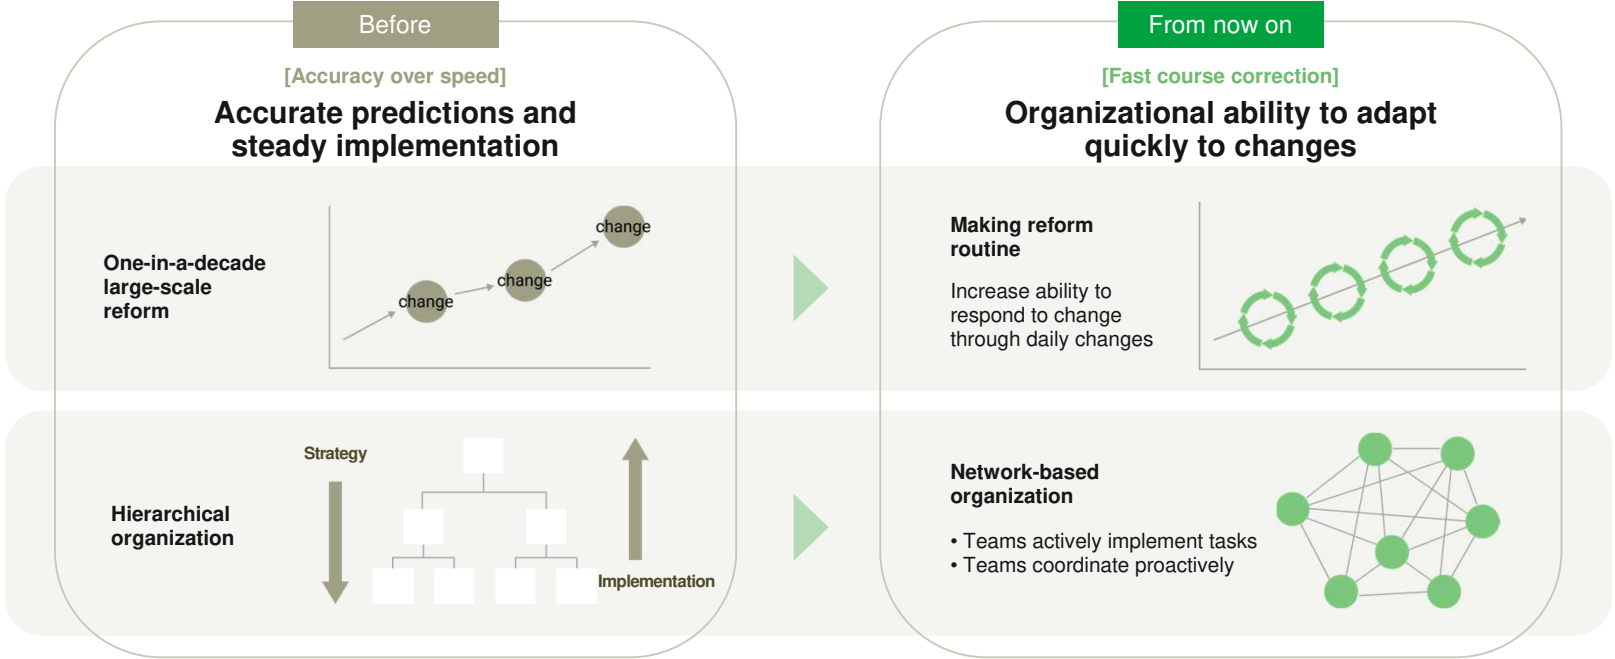 Before
[Accuracy over speed]
Accurate predictions and
steady implementation
One-in-a-decade
large-scale
reform
change
change
change
Hierarchical
organization
Strategy
Implementation
From now on
[Fast course correction]
Organizational ability to adapt
quickly to changes
Making reform
routine
Increase ability to
respond to change
through daily changes
Network-based
organization
• Teams actively implement tasks
• Teams coordinate proactively